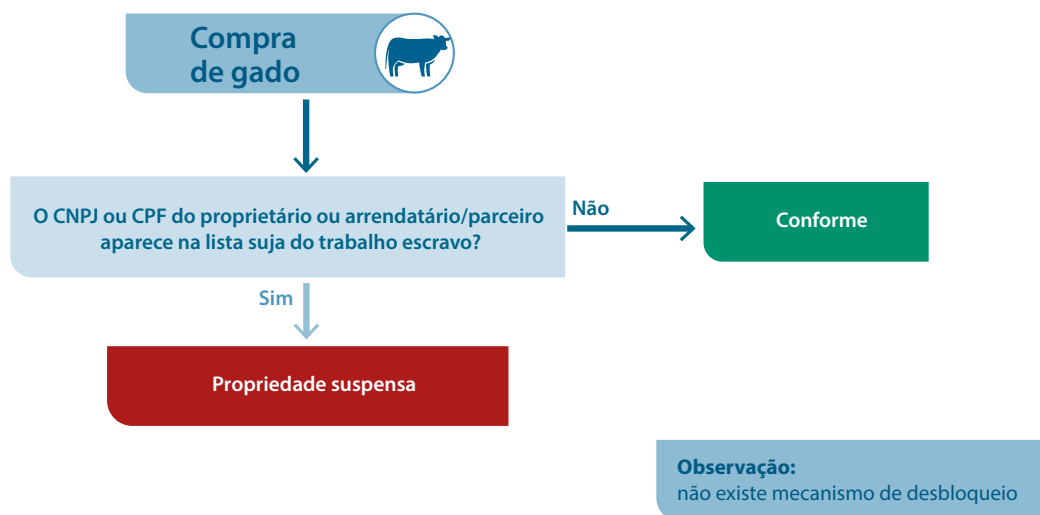 Compra
de gado
O CNPJ ou CPF do proprietário ou arrendatário/parceiro
aparece na lista suja do trabalho escravo?
Não
Conforme
Sim
Propriedade suspensa
Observação:
não existe mecanismo de desbloqueio